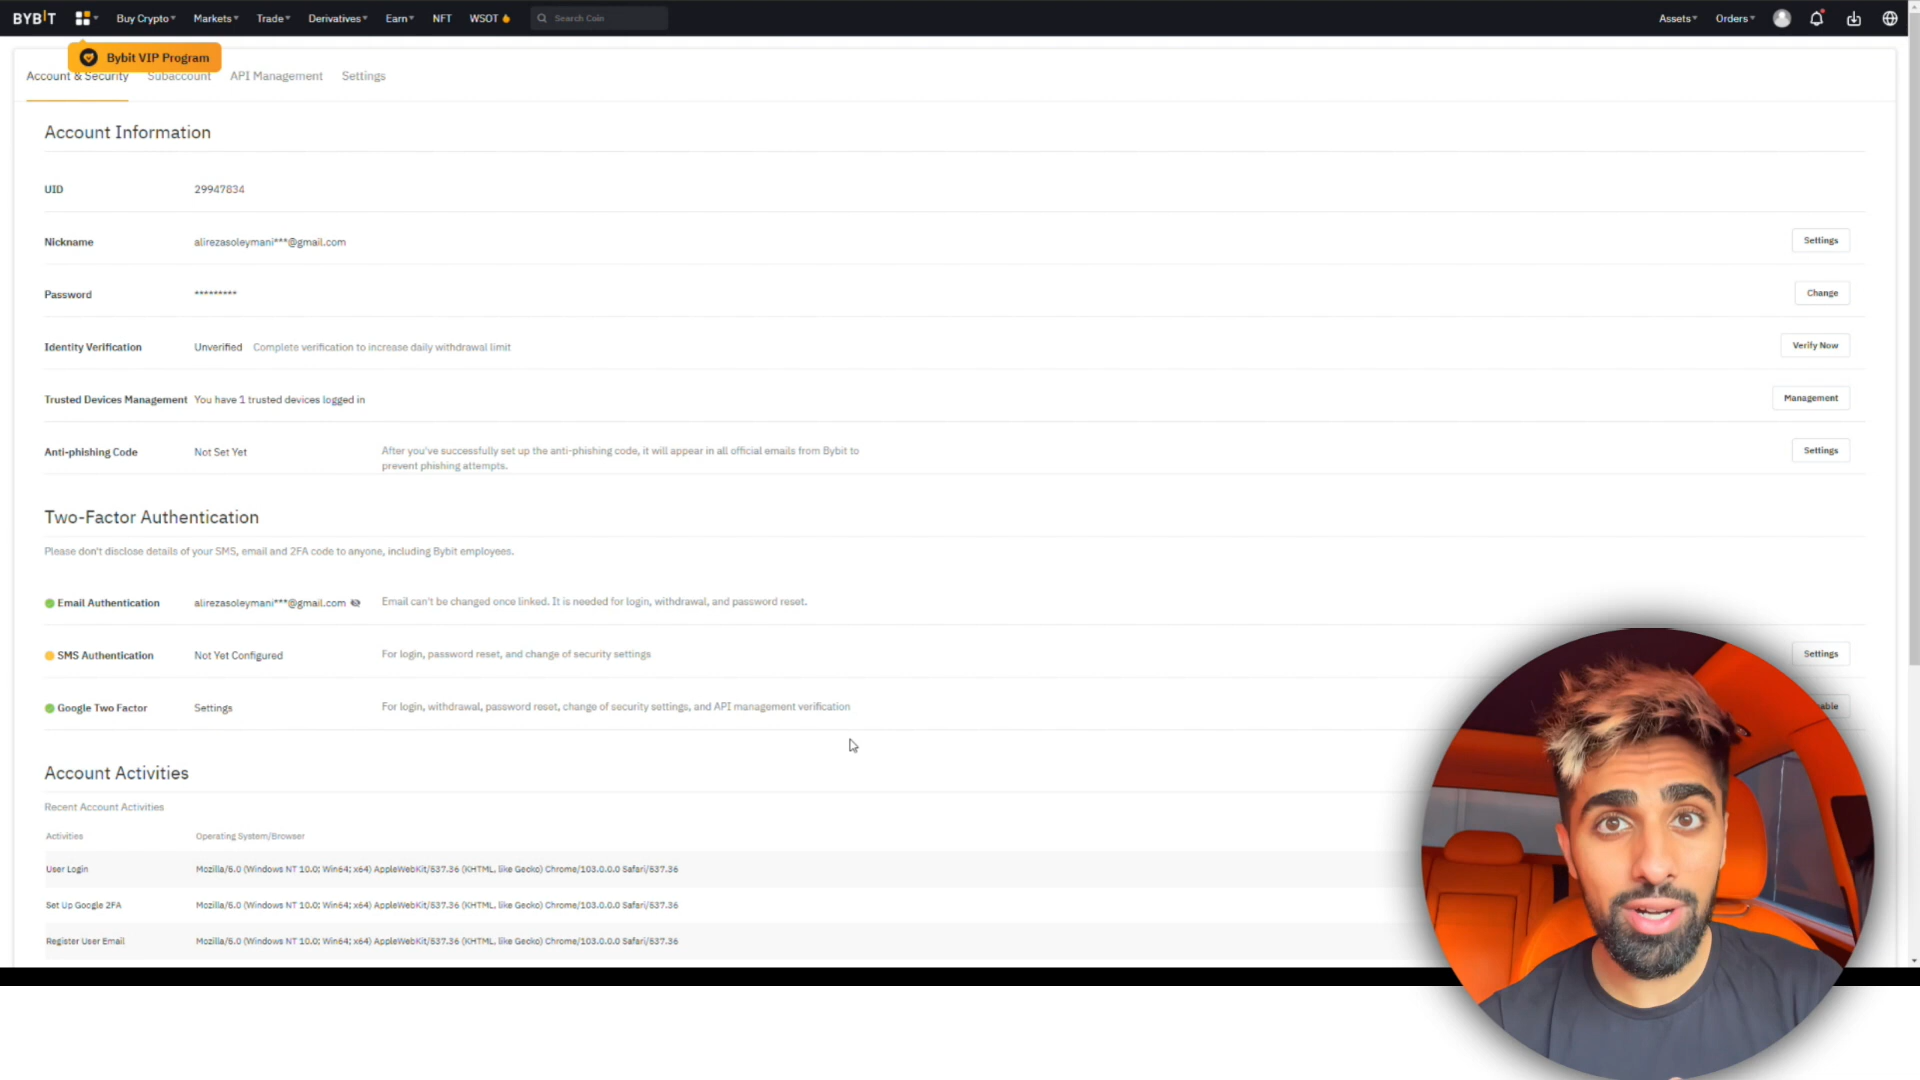 BYBIT
Buy Crypto
Markets
Trade
Derivatives
Earn
NFT
WSOT
Search Coin
Assets
Orders
Bybit VIP Program
Account & Security
Subaccount
API Management
Settings
Account Information
UID
29947834
Nickname
alirezasoleymani***@gmail.com
Settings
Password
*********
Change
Identity Verification
Unverified
Complete verification to increase daily withdrawal limit
Verify Now
Trusted Devices Management
You have 1 trusted devices logged in
Management
Anti-phishing Code
Not Set Yet
After you've successfully set up the anti-phishing code, it will appear in all official emails from Bybit to
prevent phishing attempts.
Settings
Two-Factor Authentication
Please don't disclose details of your SMS, email and 2FA code to anyone, including Bybit employees.
Email Authentication
alirezasoleymani***@gmail.com
Email can't be changed once linked. It is needed for login, withdrawal, and password reset.
SMS Authentication
Not Yet Configured
For login, password reset, and change of security settings
Settings
Google Two Factor
Settings
For login, withdrawal, password reset, change of security settings, and API management verification
Account Activities
Recent Account Activities
Activities
Operating System/Browser
User Login
Mozilla/5.0 (Windows NT 10.0; Win64; x64) AppleWebKit/537.36 (KHTML, like Gecko) Chrome/103.0.0.0 Safari/537.36
Set Up Google 2FA
Mozilla/5.0 (Windows NT 10.0; Win64; x64) AppleWebKit/537.36 (KHTML, like Gecko) Chrome/103.0.0.0 Safari/537.36
Register User Email
Mozilla/5.0 (Windows NT 10.0; Win64; x64) AppleWebKit/537.36 (KHTML, like Gecko) Chrome/103.0.0.0 Safari/537.36